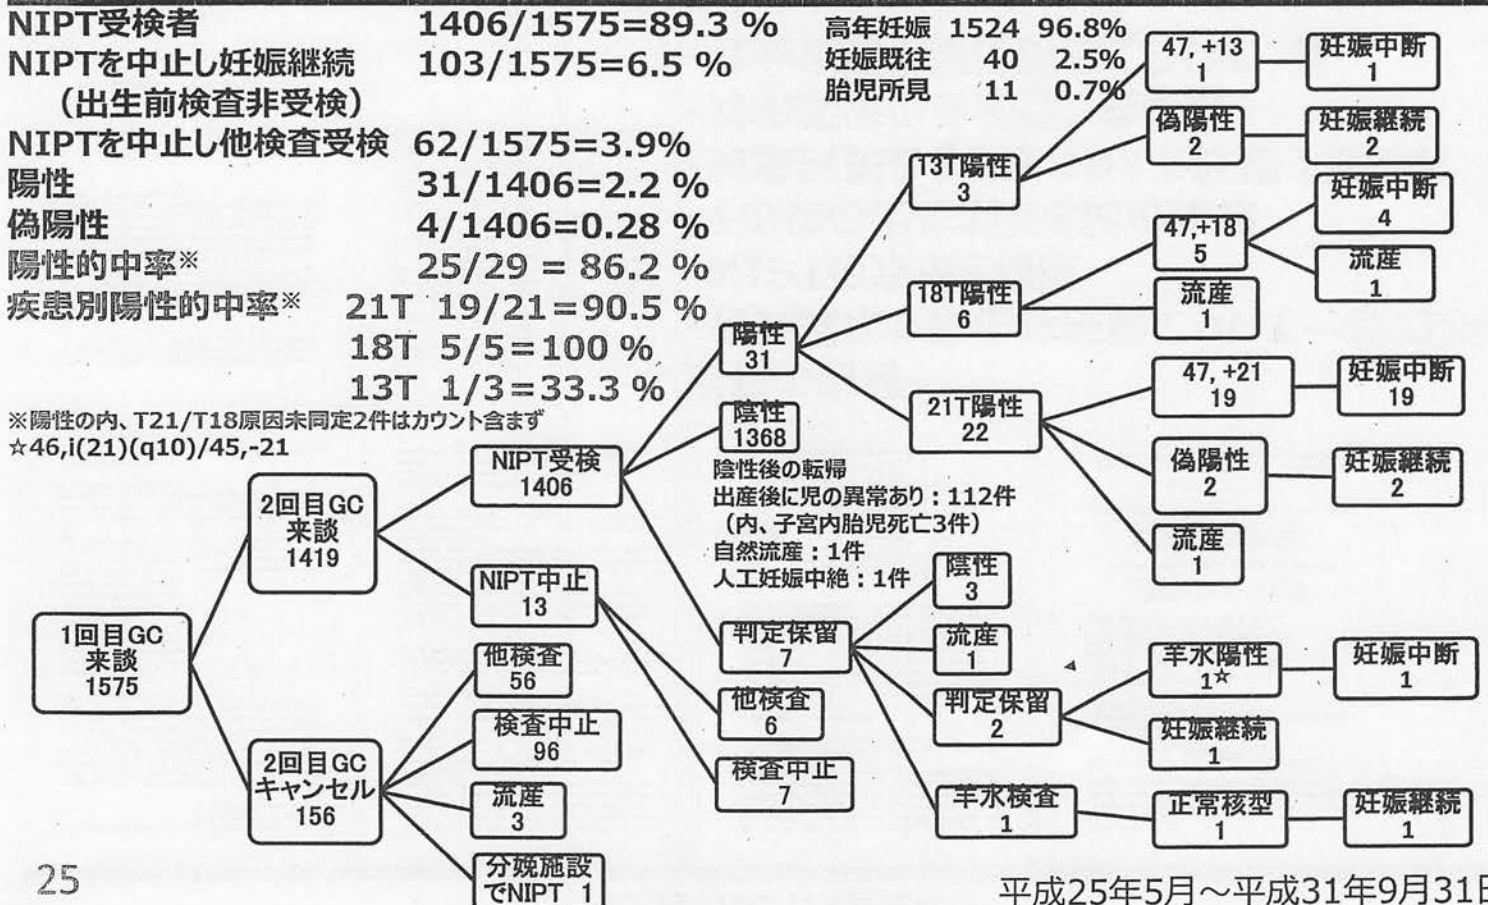 NIPT受検者 1406/1575=89.3 %
NIPTを中止し妊娠継続 103/1575=6.5 %
（出生前検査非受検）
NIPTを中止し他検査受検 62/1575=3.9%
陽性 31/1406=2.2 %
偽陽性 4/1406=0.28 %
陽性的中率※ 25/29 = 86.2 %
疾患別陽性的中率※ 21T 19/21=90.5 %
18T 5/5=100 %
13T 1/3=33.3 %
※陽性の内、T21/T18原因未同定2件はカウント含まず
☆46,i(21)(q10)/45,-21
高年妊娠 1524 96.8%
妊娠既往 40 2.5%
胎児所見 11 0.7%
1回目GC
来談
1575
2回目GC
来談
1419
2回目GC
キャンセル
156
NIPT受検
1406
NIPT中止
13
他検査
56
検査中止
96
流産
3
分娩施設
でNIPT 1
陽性
31
陰性
1368
陰性後の転帰
出産後に児の異常あり：112件
（内、子宮内胎児死亡3件）
自然流産：1件
人工妊娠中絶：1件
判定保留
7
他検査
6
検査中止
7
13T陽性
3
18T陽性
6
21T陽性
22
陰性
3
流産
1
判定保留
2
羊水検査
1
47, +13
1
妊娠中断
1
偽陽性
2
妊娠継続
2
47,+18
5
妊娠中断
4
流産
1
流産
47, +21
19
妊娠中断
19
偽陽性
2
妊娠継続
2
流産
1
羊水陽性
1☆
妊娠中断
1
妊娠継続
1
正常核型
1
妊娠継続
1
25
平成25年5月～平成31年9月31日